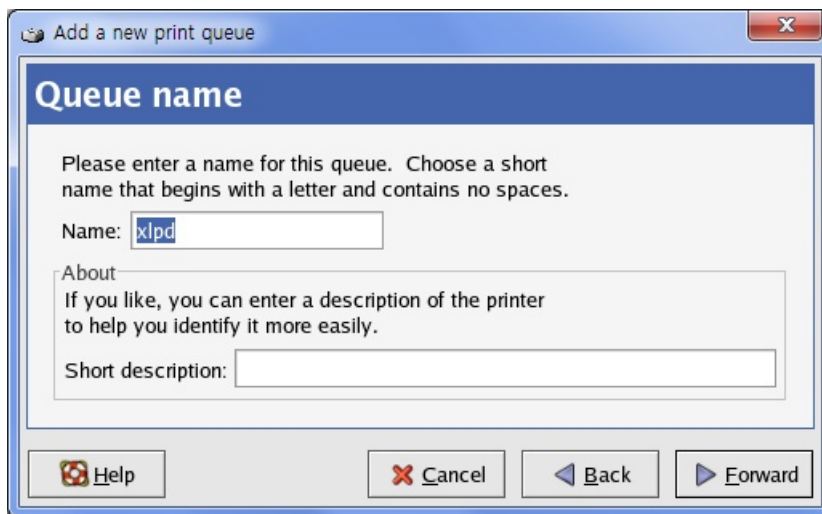 Add a new print queue
Queue name
Please enter a name for this queue.  Choose a short
name that begins with a letter and contains no spaces.
Name: xlpd
About
If you like, you can enter a description of the printer
to help you identify it more easily.
Short description:
Help Cancel Back Forward